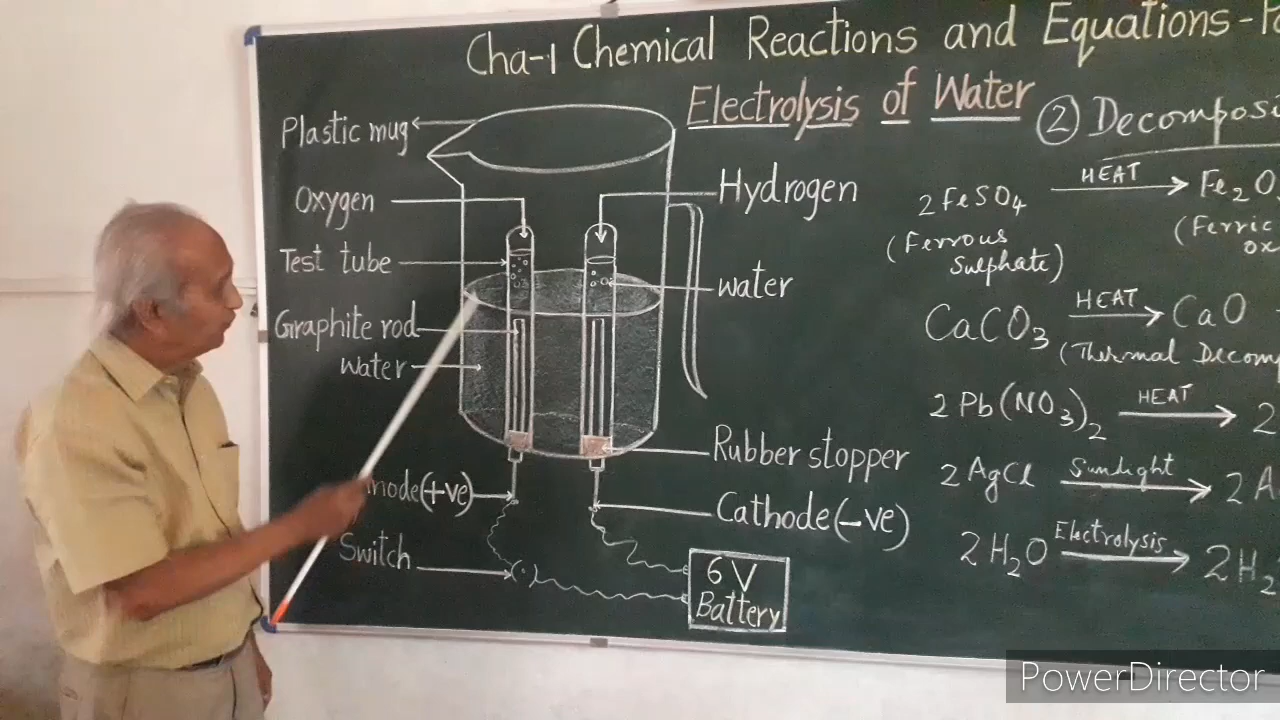 Cha-1 Chemical Reactions and Equations -
Electrolysis of Water
Plastic mug
Oxygen
Test tube
Graphite rod
Water
(+ve)
Switch
Hydrogen
water
Rubber stopper
Cathode (-ve)
6V
Battery
②
2FeSO₄ HEAT Fe₂O
(Ferrous
Sulphate)
(Ferric
CaCO₃ HEAT CaO
(Thermal
2Pb(NO₃)₂ HEAT 2
2AgCl Sunlight 2A
2H₂O Electrolysis 2H₂
PowerDirector